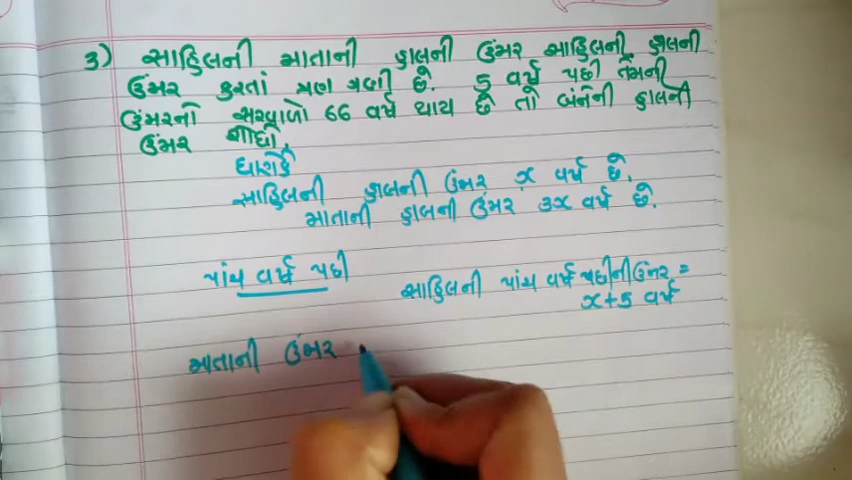 3) સાહિલની માતાની હાલની ઉંમર સાહિલની હાલની
ઉંમર કરતાં ત્રણ ગણી છે. 5 વર્ષ પછી તેમની
ઉંમરનો સરવાળો 66 વર્ષ થાય છે તો બંનેની હાલની
ઉંમર શોધો.
ધારોકે
સાહિલની હાલની ઉંમર x વર્ષ છે.
માતાની હાલની ઉંમર 3x વર્ષ છે.
પાંચ વર્ષ પછી
સાહિલની પાંચ વર્ષ પછીની ઉંમર =
x+5 વર્ષ
માતાની ઉંમર